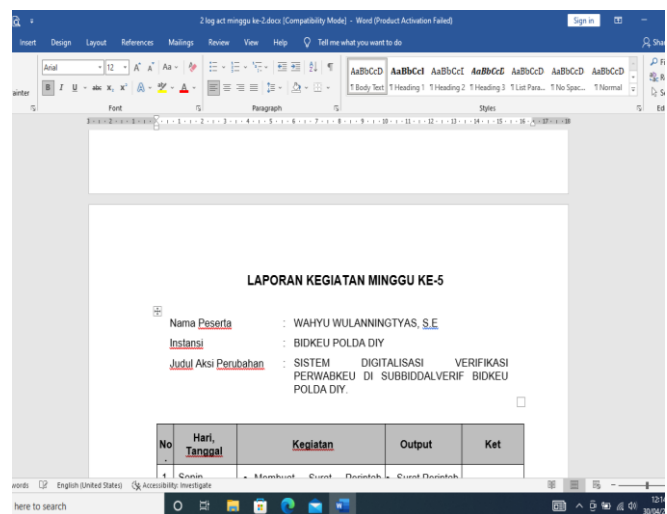 2 log act minggu ke-2.docx [Compatibility Mode] - Word (Product Activation Failed)
Sign in
Insert Design Layout References Mailings Review View Help Tell me what you want to do
Arial 12
AaBbCcD AaBbCcI AaBbCcI AaBbCcL AaBbCcD AaBbCcD AaBbCcD
¶ Body Text ¶ Heading 1 ¶ Heading 2 ¶ Heading 3 ¶ List Para... ¶ No Spac... ¶ Normal
Font Paragraph Styles
LAPORAN KEGIATAN MINGGU KE-5
Nama Peserta : WAHYU WULANNINGTYAS, S.E
Instansi : BIDKEU POLDA DIY
Judul Aksi Perubahan : SISTEM DIGITALISASI VERIFIKASI
PERWABKEU DI SUBBIDDALVERIF BIDKEU
POLDA DIY.
No. Hari, Tanggal Kegiatan Output Ket
1 Senin • Membuat Surat Perintah • Surat Perintah
words English (United States) Accessibility: Investigate
here to search
12:14